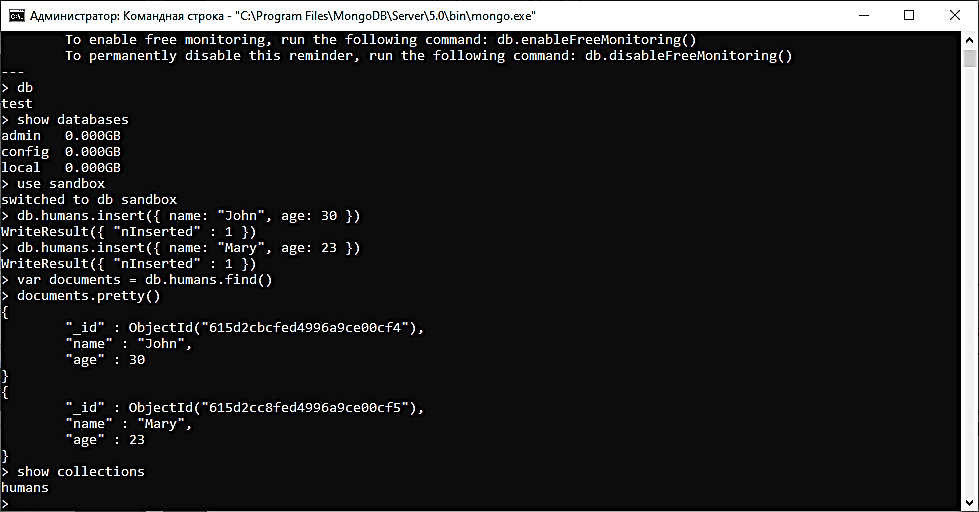 Администратор: Командная строка - "C:\Program Files\MongoDB\Server\5.0\bin\mongo.exe"
To enable free monitoring, run the following command: db.enableFreeMonitoring()
To permanently disable this reminder, run the following command: db.disableFreeMonitoring()
---
> db
test
> show databases
admin   0.000GB
config  0.000GB
local   0.000GB
> use sandbox
switched to db sandbox
> db.humans.insert({ name: "John", age: 30 })
WriteResult({ "nInserted" : 1 })
> db.humans.insert({ name: "Mary", age: 23 })
WriteResult({ "nInserted" : 1 })
> var documents = db.humans.find()
> documents.pretty()
{
        "_id" : ObjectId("615d2cbcfed4996a9ce00cf4"),
        "name" : "John",
        "age" : 30
}
{
        "_id" : ObjectId("615d2cc8fed4996a9ce00cf5"),
        "name" : "Mary",
        "age" : 23
}
> show collections
humans
>